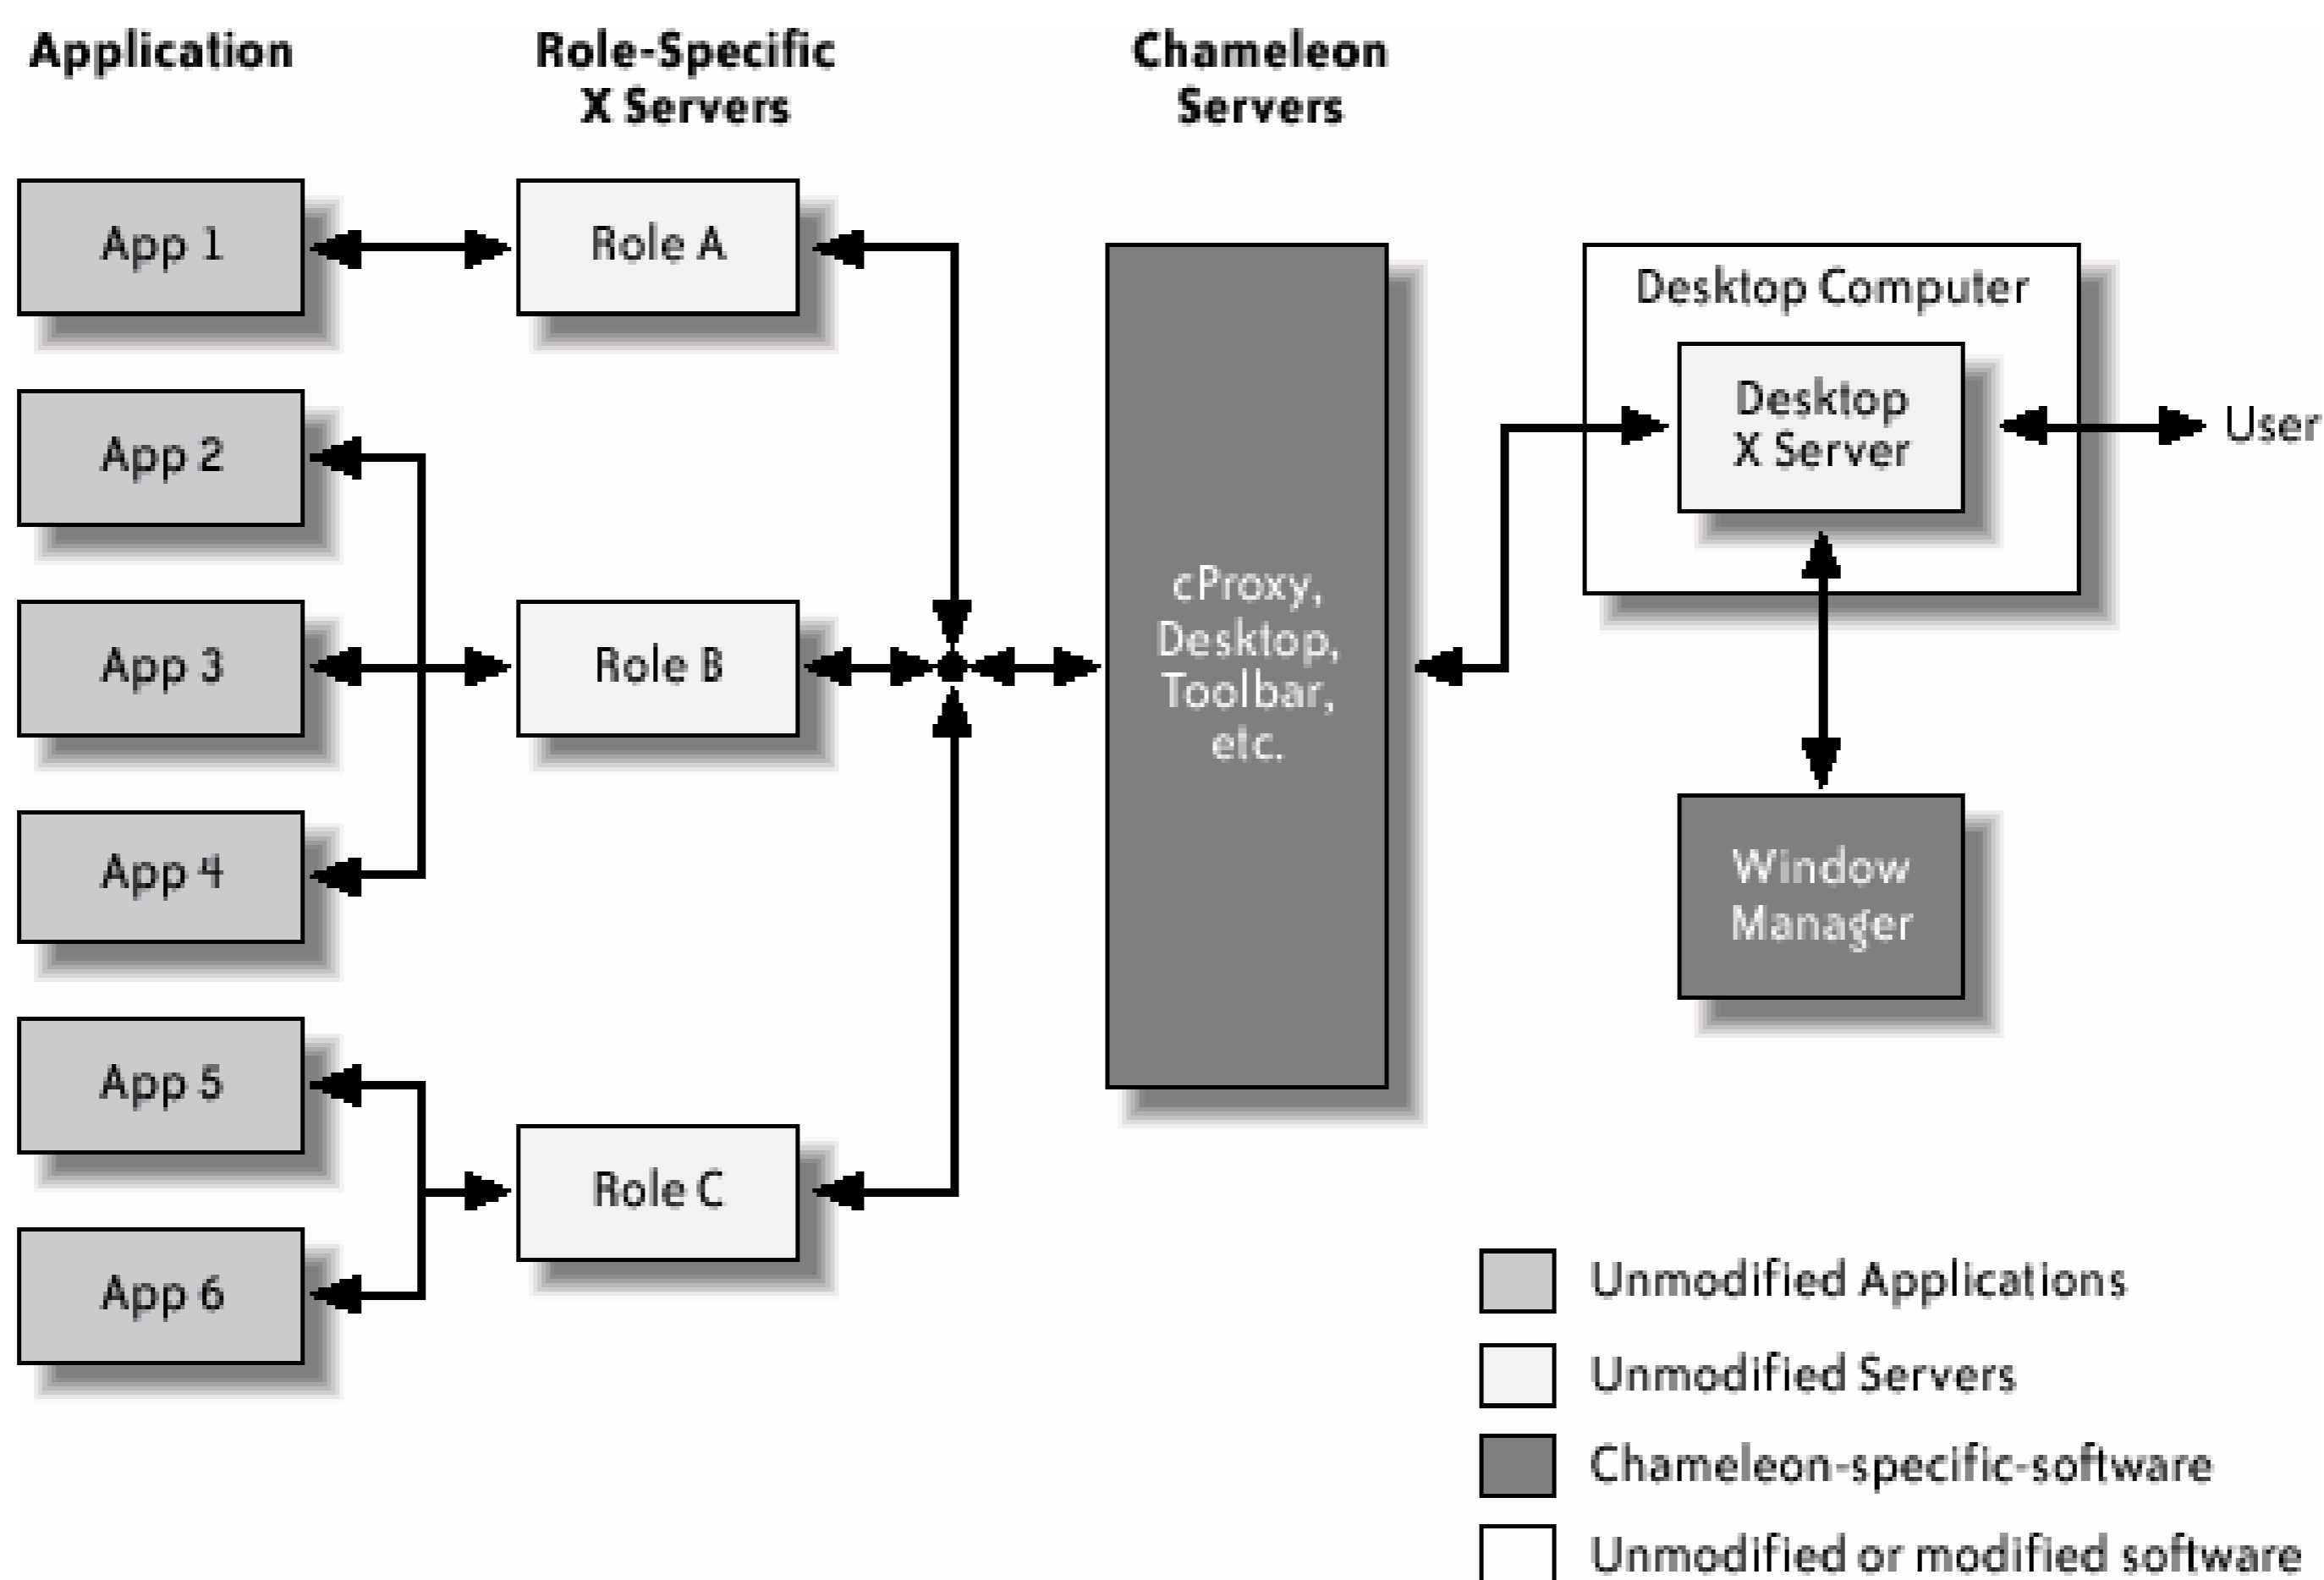 Application
Role-Specific
X Servers
Chameleon
Servers
App 1
App 2
App 3
App 4
App 5
App 6
Role A
Role B
Role C
cProxy,
Desktop,
Toolbar,
etc.
Desktop Computer
Desktop
X Server
User
Window
Manager
Unmodified Applications
Unmodified Servers
Chameleon-specific-software
Unmodified or modified software